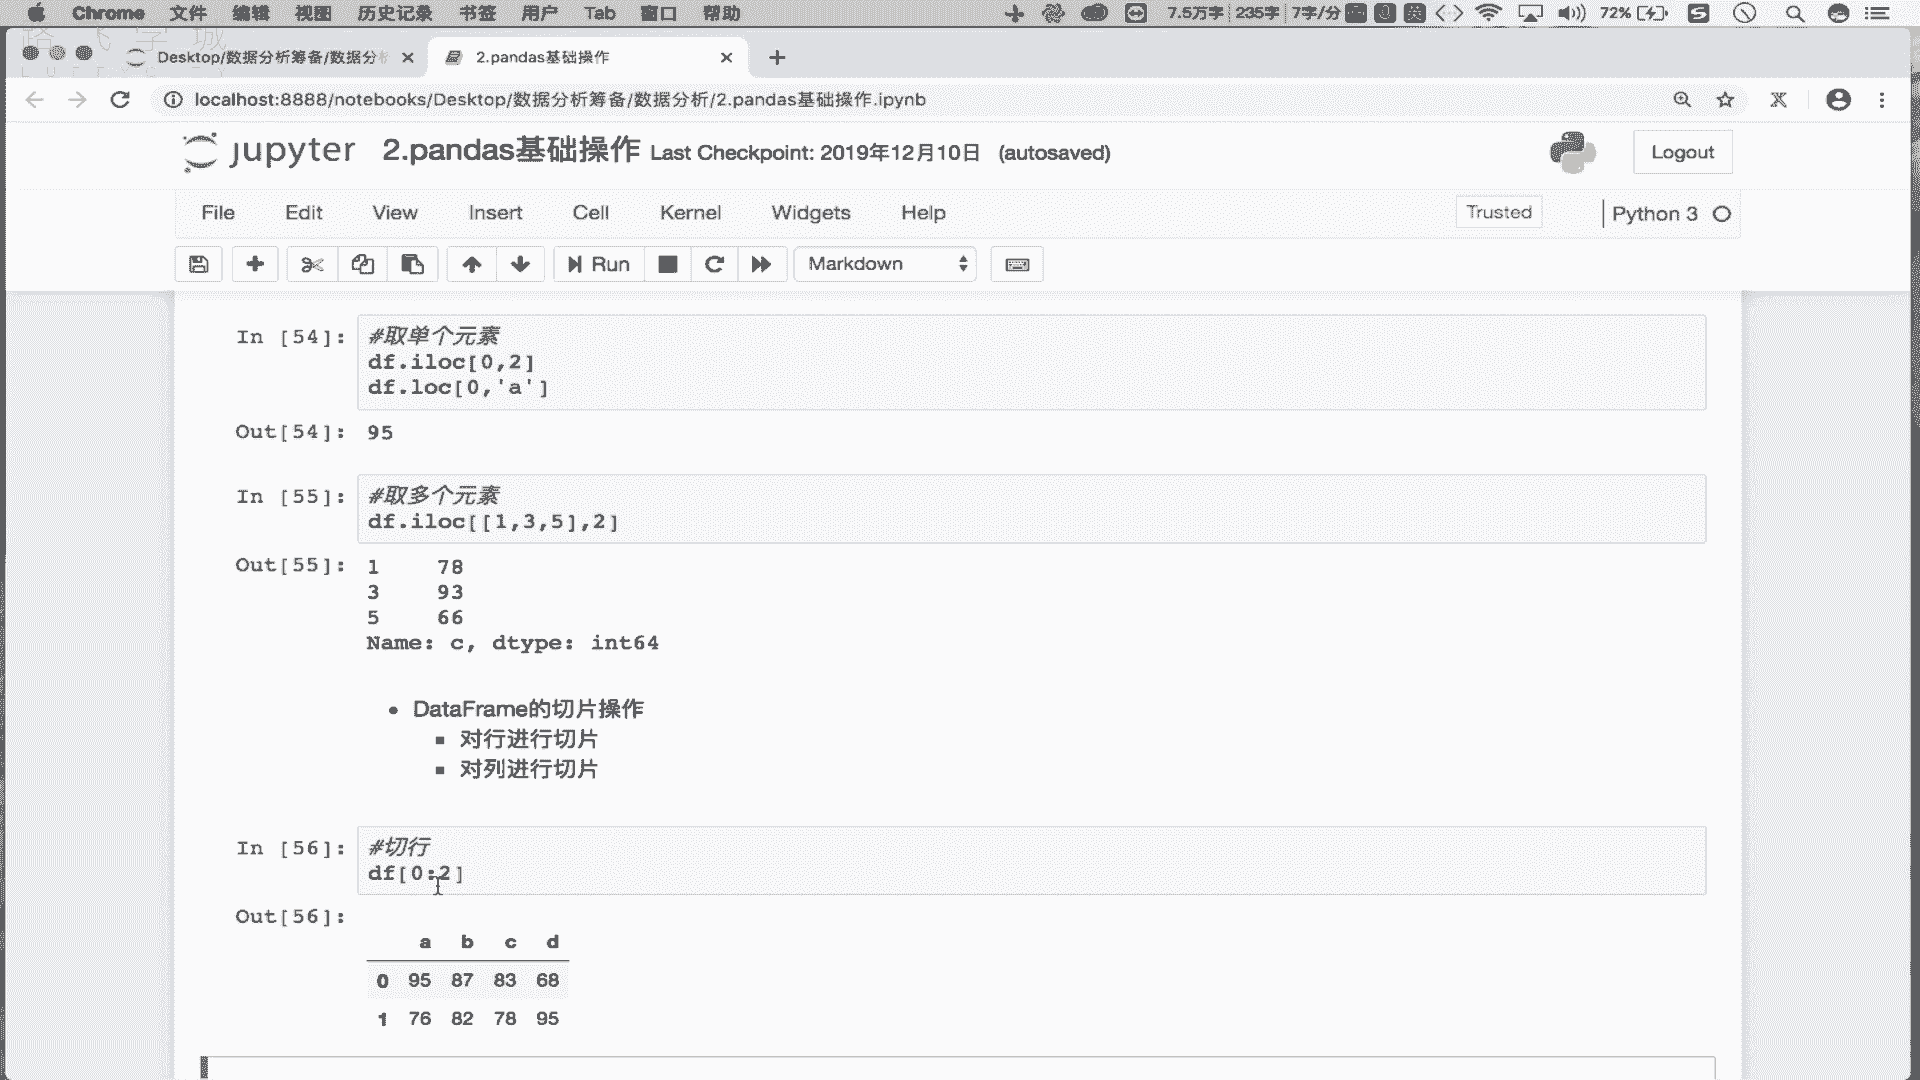 Chrome 文件 编辑 视图 历史记录 书签 用户 Tab 窗口 帮助 7.5万字 235字 7字/分 英 72%
Desktop/数据分析筹备/数据分析 2.pandas基础操作
localhost:8888/notebooks/Desktop/数据分析筹备/数据分析/2.pandas基础操作.ipynb
jupyter 2.pandas基础操作 Last Checkpoint: 2019年12月10日 (autosaved) Logout
File Edit View Insert Cell Kernel Widgets Help Trusted Python 3
Run Markdown
In [54]: #取单个元素
df.iloc[0,2]
df.loc[0,'a']
Out[54]: 95
In [55]: #取多个元素
df.iloc[[1,3,5],2]
Out[55]: 1 78
3 93
5 66
Name: c, dtype: int64
DataFrame的切片操作
对行进行切片
对列进行切片
In [56]: #切行
df[0:2]
Out[56]:
a b c d
0 95 87 83 68
1 76 82 78 95